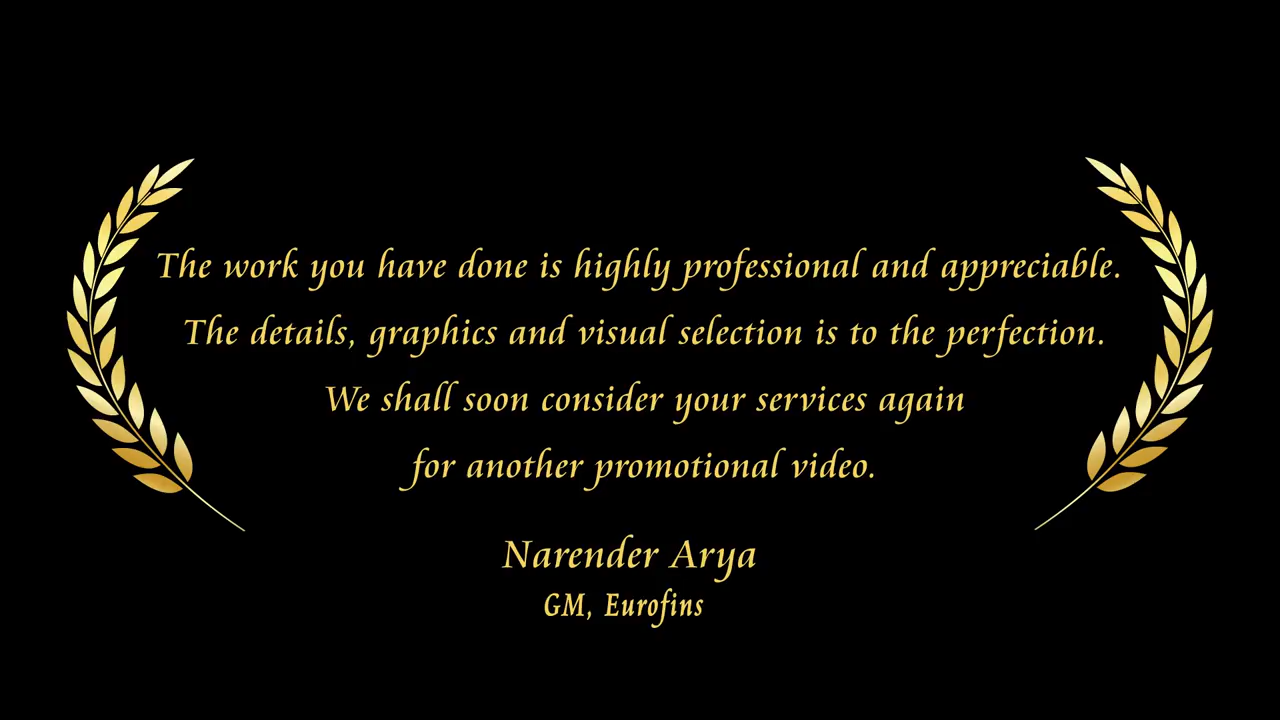 The work you have done is highly professional and appreciable.
The details, graphics and visual selection is to the perfection.
We shall soon consider your services again
for another promotional video.
Narender Arya
GM, Eurofins